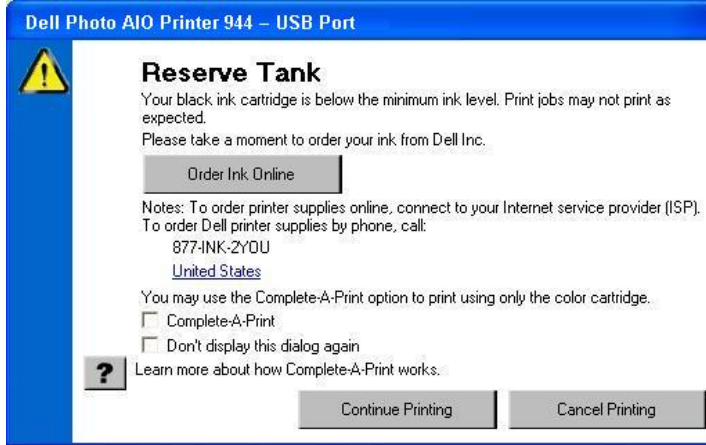 Dell Photo AIO Printer 944 – USB Port
Reserve Tank
Your black ink cartridge is below the minimum ink level. Print jobs may not print as
expected.
Please take a moment to order your ink from Dell Inc.
Order Ink Online
Notes: To order printer supplies online, connect to your Internet service provider (ISP).
To order Dell printer supplies by phone, call:
877-INK-2YOU
United States
You may use the Complete-A-Print option to print using only the color cartridge.
Complete-A-Print
Don't display this dialog again
? Learn more about how Complete-A-Print works.
Continue Printing Cancel Printing